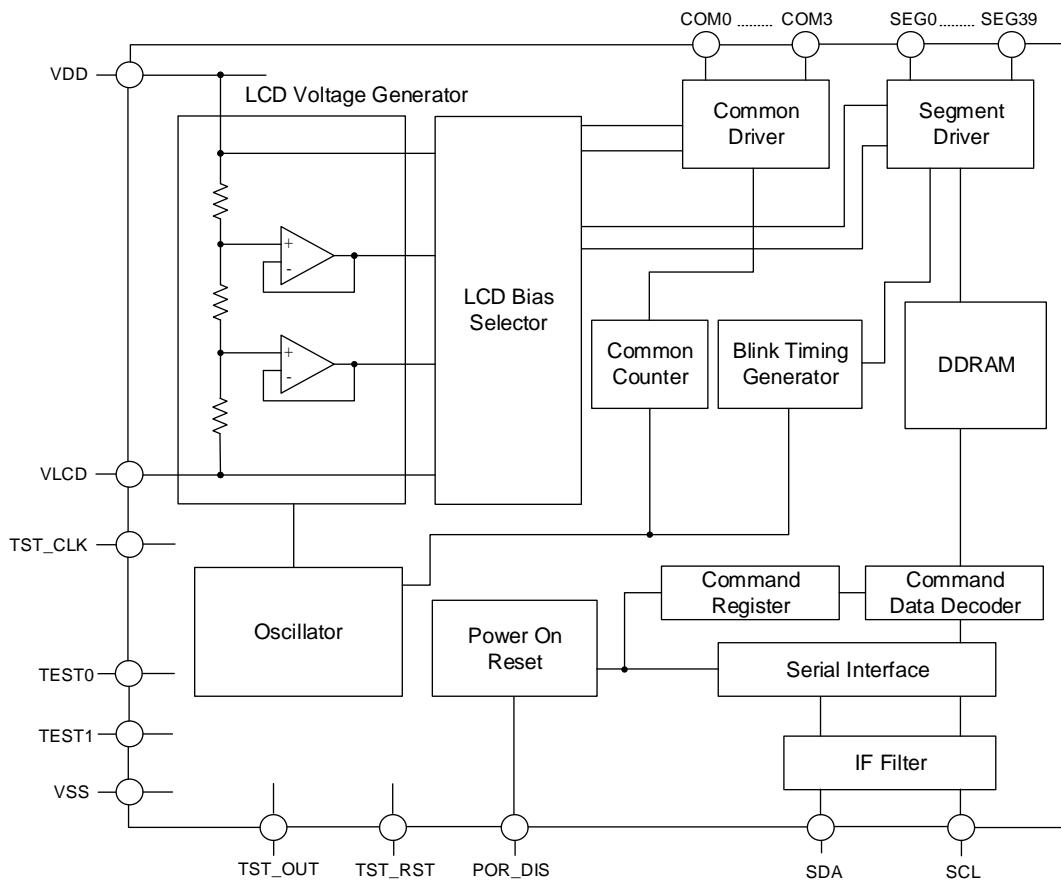 COM0 ......... COM3 SEG0 ......... SEG39
VDD
LCD Voltage Generator
Common
Driver
Segment
Driver
+
-
LCD Bias
Selector
+
-
Common
Counter
Blink Timing
Generator
DDRAM
VLCD
TST_CLK
Oscillator
Power On
Reset
Command
Register
Command
Data Decoder
Serial Interface
TEST0
TEST1
VSS
IF Filter
TST_OUT
TST_RST
POR_DIS
SDA
SCL